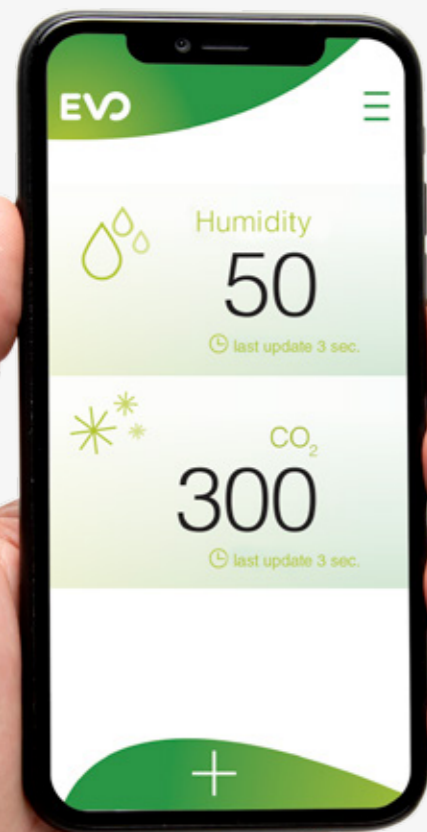 EVO
Humidity
50
last update 3 sec.
CO₂
300
last update 3 sec.